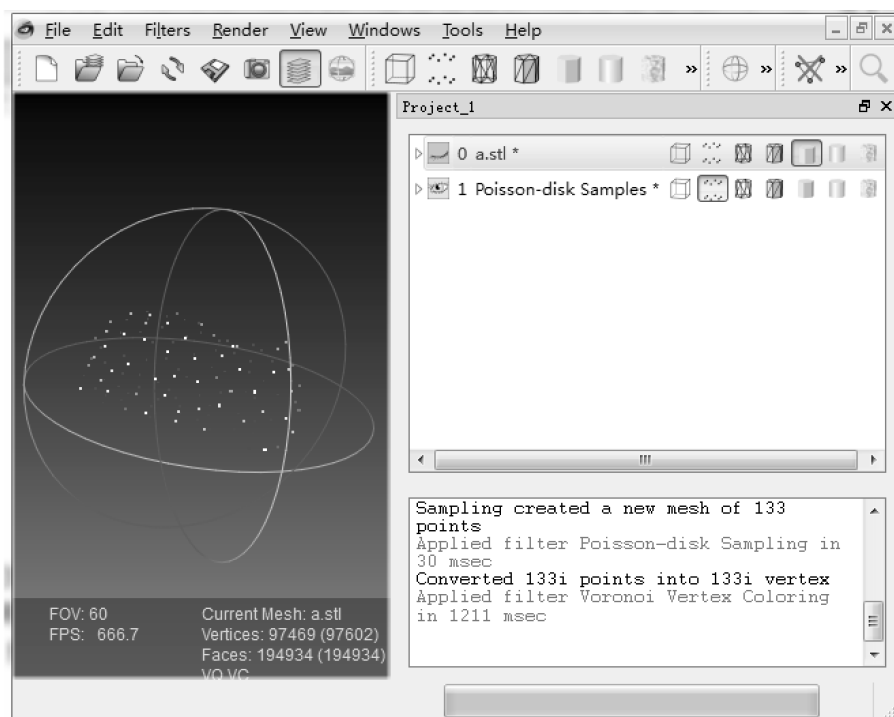 File Edit Filters Render View Windows Tools Help
Project_1
0 a.stl *
1 Poisson-disk Samples *
Sampling created a new mesh of 133
points
Applied filter Poisson-disk Sampling in
30 msec
Converted 133i points into 133i vertex
Applied filter Voronoi Vertex Coloring
in 1211 msec
FOV: 60
FPS: 666.7
Current Mesh: a.stl
Vertices: 97469 (97602)
Faces: 194934 (194934)
VQ VC